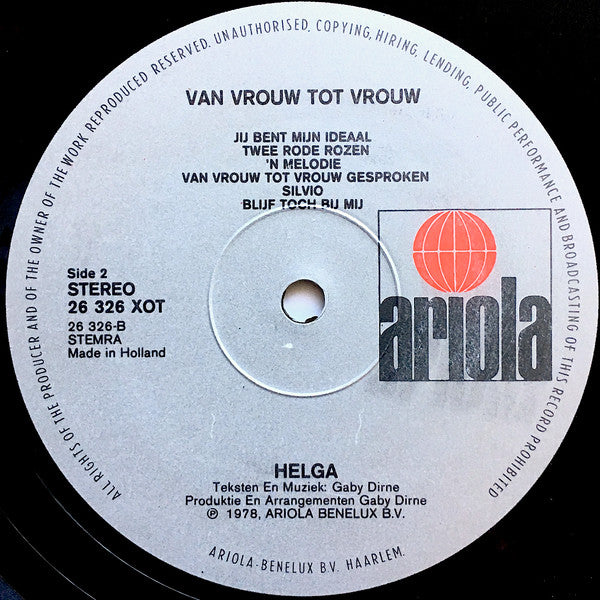 ALL RIGHTS OF THE PRODUCER AND OF THE OWNER OF THE WORK REPRODUCED RESERVED. UNAUTHORISED, COPYING, HIRING, LENDING, PUBLIC PERFORMANCE AND BROADCASTING OF THIS RECORD PROHIBITED
VAN VROUW TOT VROUW
JIJ BENT MIJN IDEAAL
TWEE RODE ROZEN
'N MELODIE
VAN VROUW TOT VROUW GESPROKEN
SILVIO
BLIJF TOCH BIJ MIJ
Side 2
STEREO
26 326 XOT
26 326-B
STEMRA
Made in Holland
ariola
HELGA
Teksten En Muziek: Gaby Dirne
Produktie En Arrangementen Gaby Dirne
℗ 1978, ARIOLA BENELUX B.V.
ARIOLA-BENELUX B.V. HAARLEM.